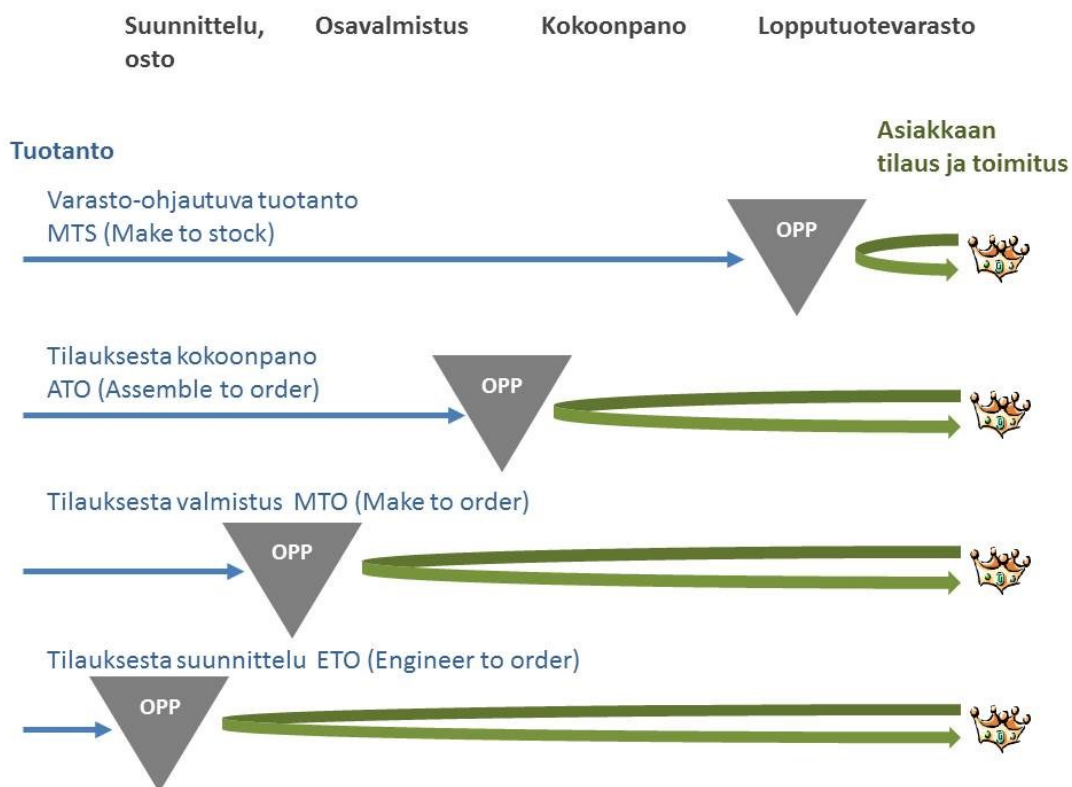 Suunnittelu,
osto
Osavalmistus
Kokoonpano
Lopputuotevarasto
Asiakkaan
tilaus ja toimitus
Tuotanto
Varasto-ohjautuva tuotanto
MTS (Make to stock)
OPP
Tilauksesta kokoonpano
ATO (Assemble to order)
OPP
Tilauksesta valmistus MTO (Make to order)
OPP
Tilauksesta suunnittelu ETO (Engineer to order)
OPP